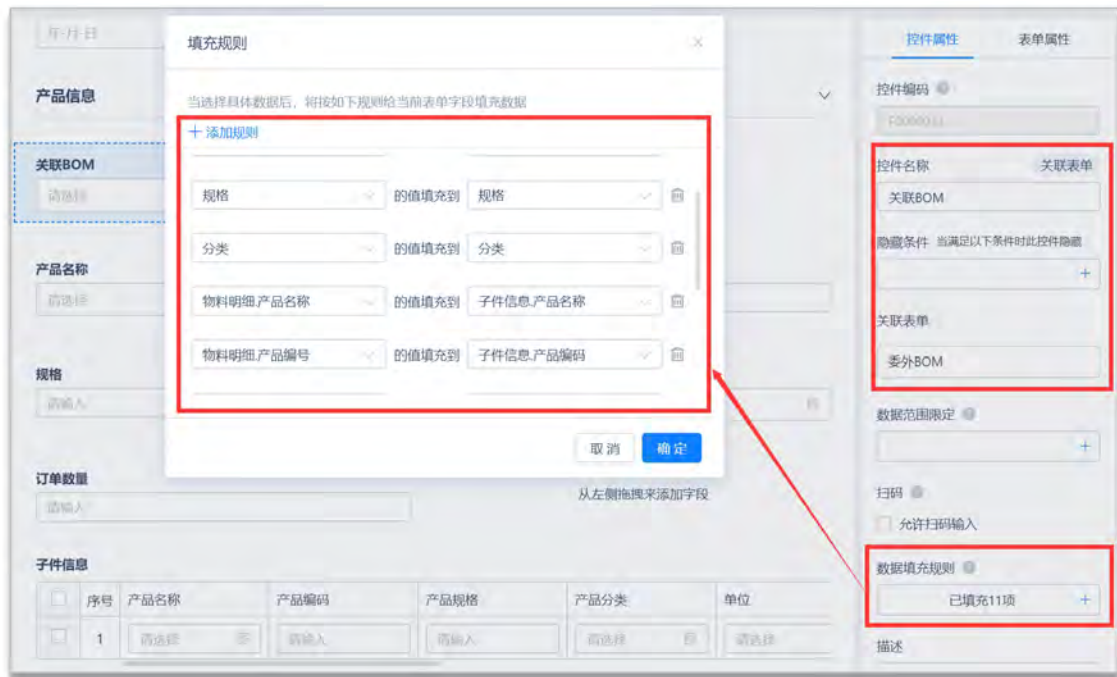 年-月-日
产品信息
关联BOM
请选择
产品名称
请选择
规格
请输入
订单数量
请输入
从左侧拖拽来添加字段
子件信息
序号 产品名称 产品编码 产品规格 产品分类 单位
1 请选择 请输入 请输入 请选择 请选择
填充规则
当选择具体数据后，将按如下规则给当前表单字段填充数据
添加规则
规格 的值填充到 规格
分类 的值填充到 分类
物料明细.产品名称 的值填充到 子件信息.产品名称
物料明细.产品编号 的值填充到 子件信息.产品编码
取消 确定
控件属性 表单属性
控件编码
控件名称 关联表单
关联BOM
隐藏条件 当满足以下条件时此控件隐藏
关联表单
委外BOM
数据范围限定
扫码
允许扫码输入
数据填充规则
已填充11项
描述